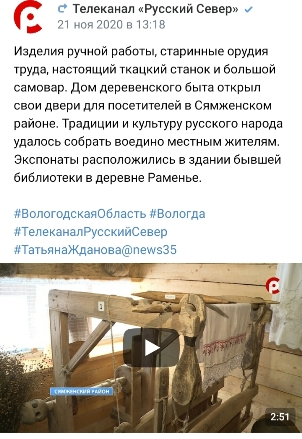 Телеканал «Русский Север»
21 ноя 2020 в 13:18
Изделия ручной работы, старинные орудия
труда, настоящий ткацкий станок и большой
самовар. Дом деревенского быта открыл
свои двери для посетителей в Сямженском
районе. Традиции и культуру русского народа
удалось собрать воедино местным жителям.
Экспонаты расположились в здании бывшей
библиотеки в деревне Раменье.
#ВологодскаяОбласть #Вологда
#ТелеканалРусскийСевер
#ТатьянаЖданова@news35
СЯМЖЕНСКИЙ РАЙОН
2:51